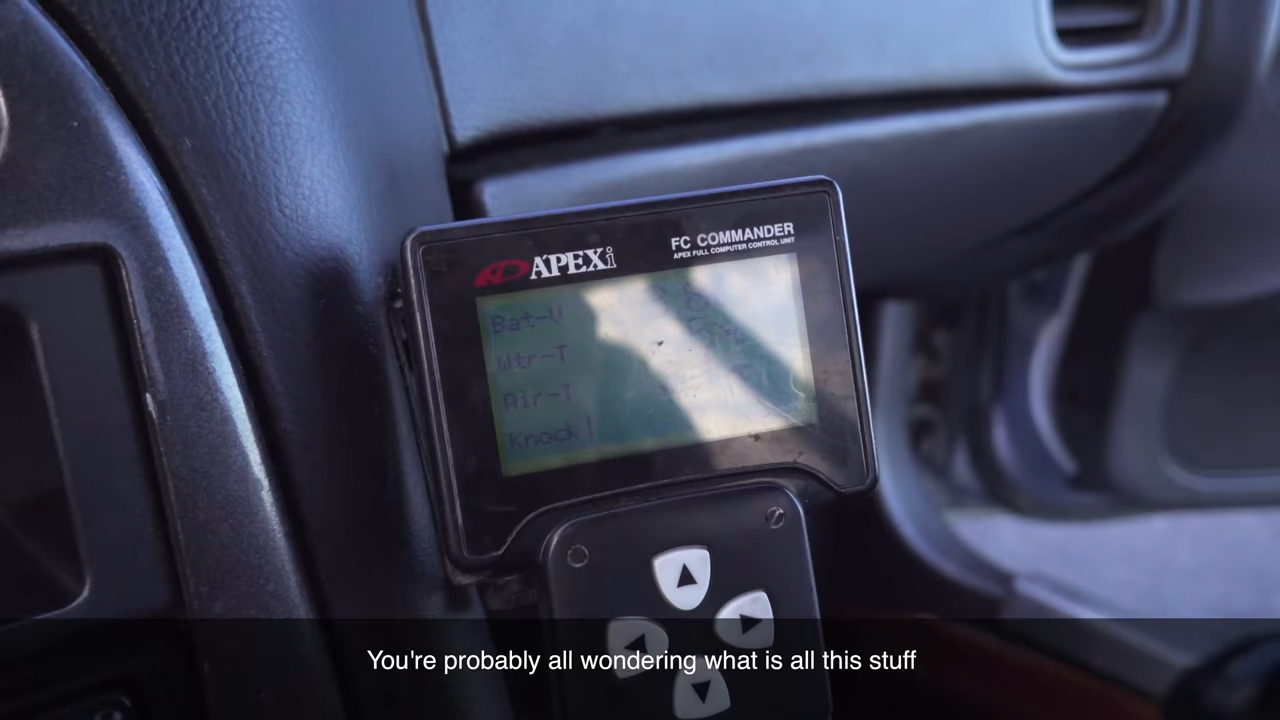 APEXi
FC COMMANDER
APEX FULL COMPUTER CONTROL UNIT
Bat-V
Wtr-T
Air-T
Knock
You're probably all wondering what is all this stuff